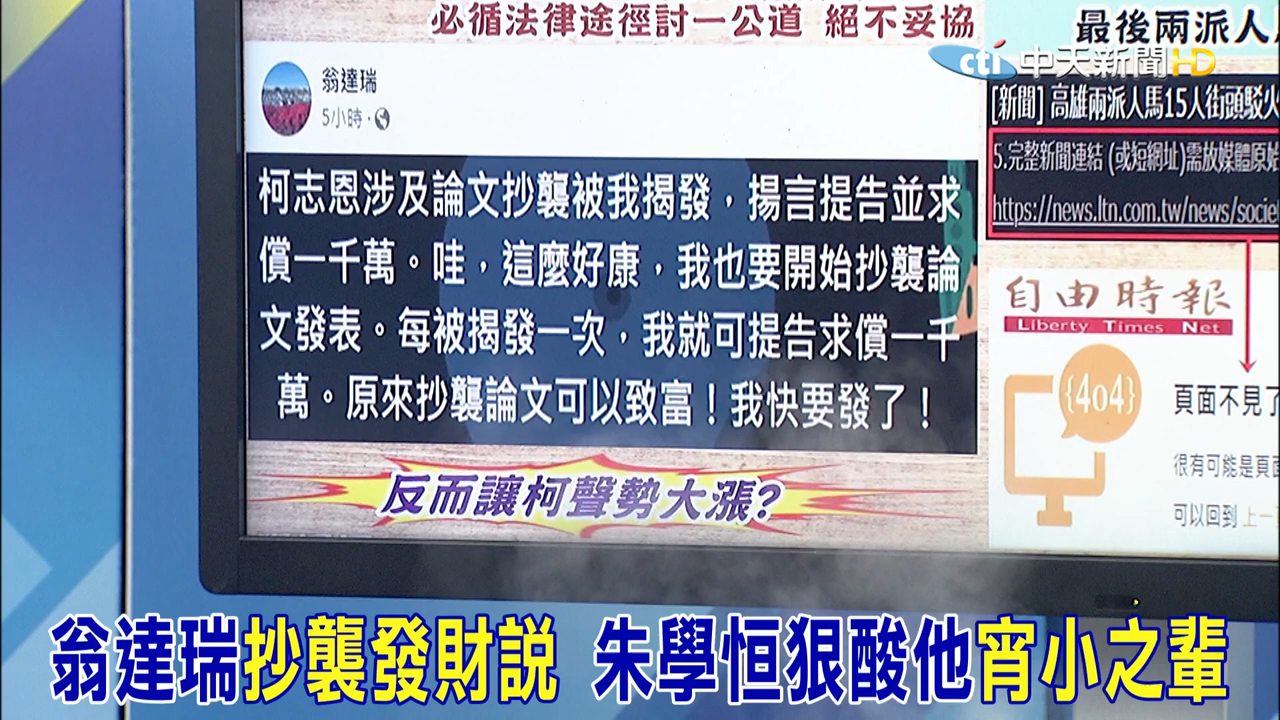 必循法律途徑討一公道 絕不妥協
最後兩派人
cti 中天新聞HD
翁達瑞
5小時·
柯志恩涉及論文抄襲被我揭發，揚言提告並求
償一千萬。哇，這麼好康，我也要開始抄襲論
文發表。每被揭發一次，我就可提告求償一千
萬。原來抄襲論文可以致富！我快要發了！
反而讓柯聲勢大漲?
[新聞] 高雄兩派人馬15人街頭駁火
5.完整新聞連結 (或短網址)需放媒體原始
https://news.ltn.com.tw/news/societ
自由時報
Liberty Times Net
{404}
頁面不見了
很有可能是頁面
可以回到 上一
翁達瑞抄襲發財說 朱學恒狠酸他宵小之輩